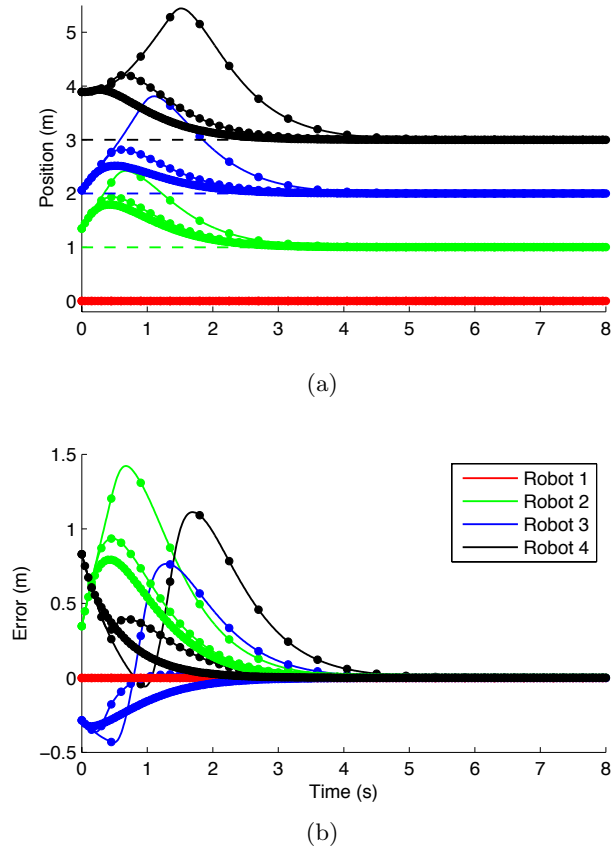 Position (m)
5
4
3
2
1
0
0 1 2 3 4 5 6 7 8
(a)
Error (m)
1.5
1
0.5
0
−0.5
0 1 2 3 4 5 6 7 8
Time (s)
Robot 1
Robot 2
Robot 3
Robot 4
(b)